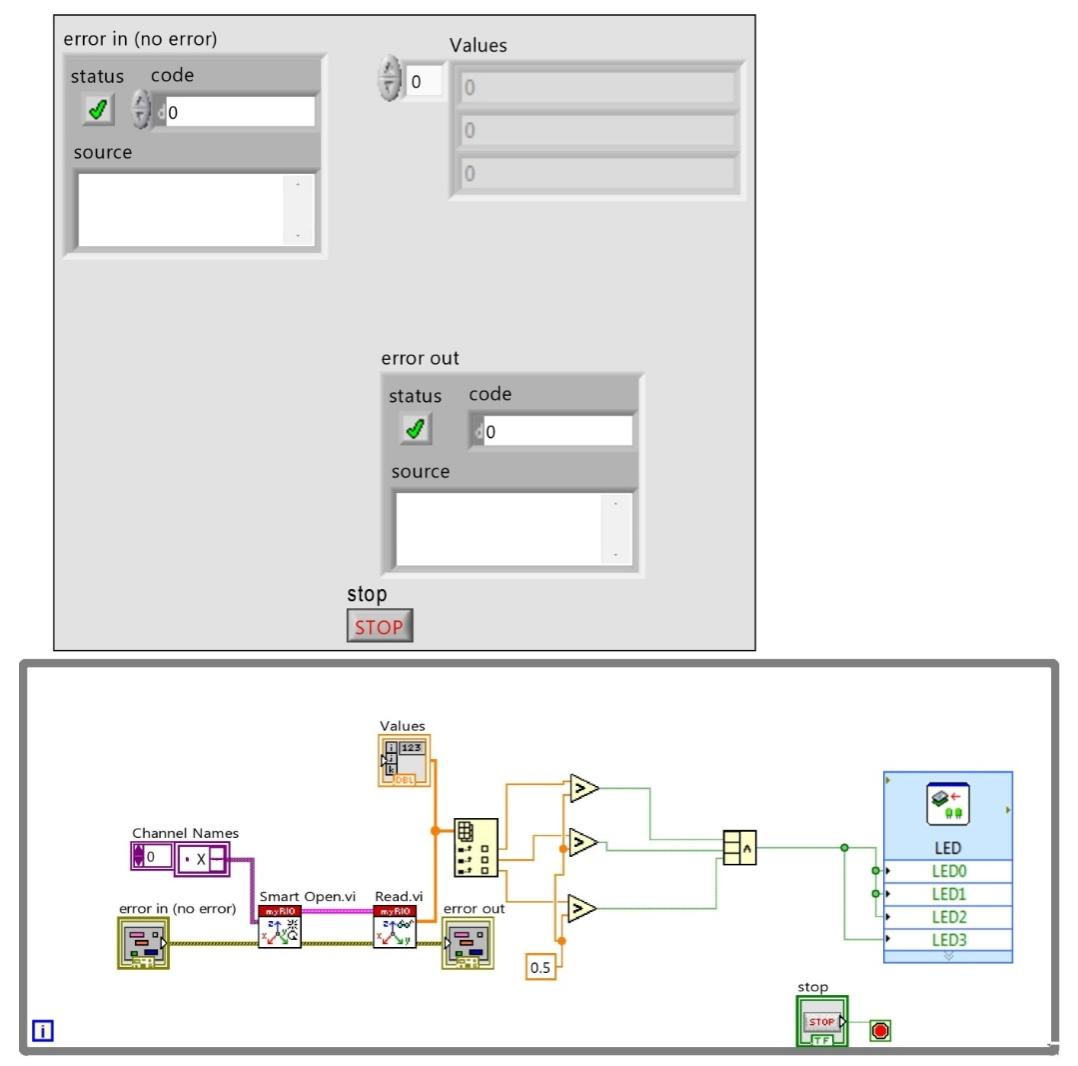 error in (no error)
status code
0
source
Values
0
0
0
0
error out
status code
0
source
stop
STOP
Values
i
k
123
DBL
Channel Names
0
X
Smart Open.vi
Read.vi
error in (no error)
error out
myRIO
myRIO
x y z
x y z
>
>
>
0.5
LED
LED0
LED1
LED2
LED3
stop
STOP
TF
i